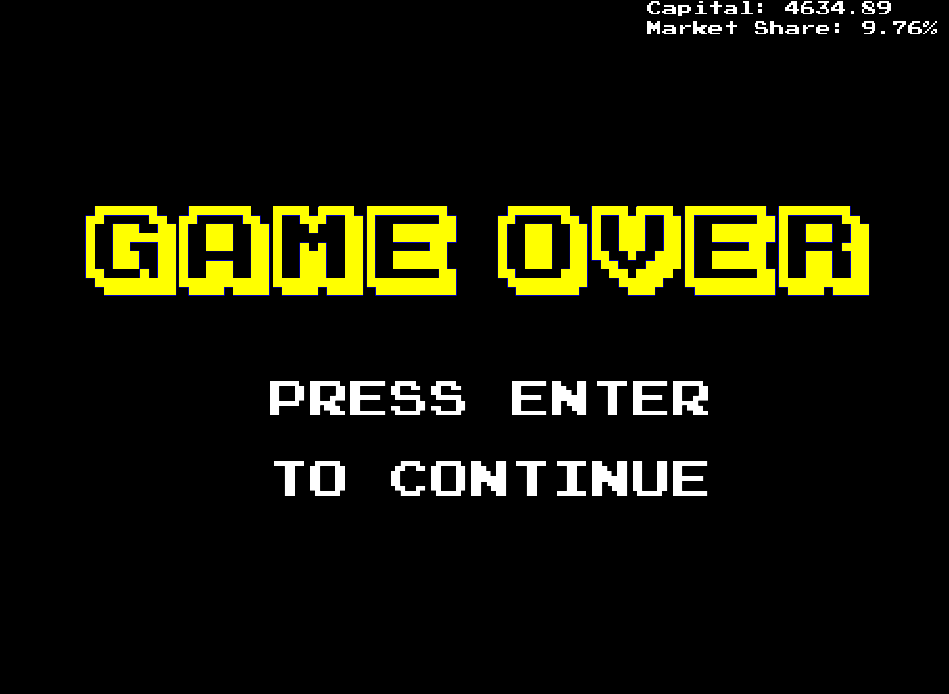 Capital: 4634.89
Market Share: 9.76%
GAME OVER
PRESS ENTER
TO CONTINUE